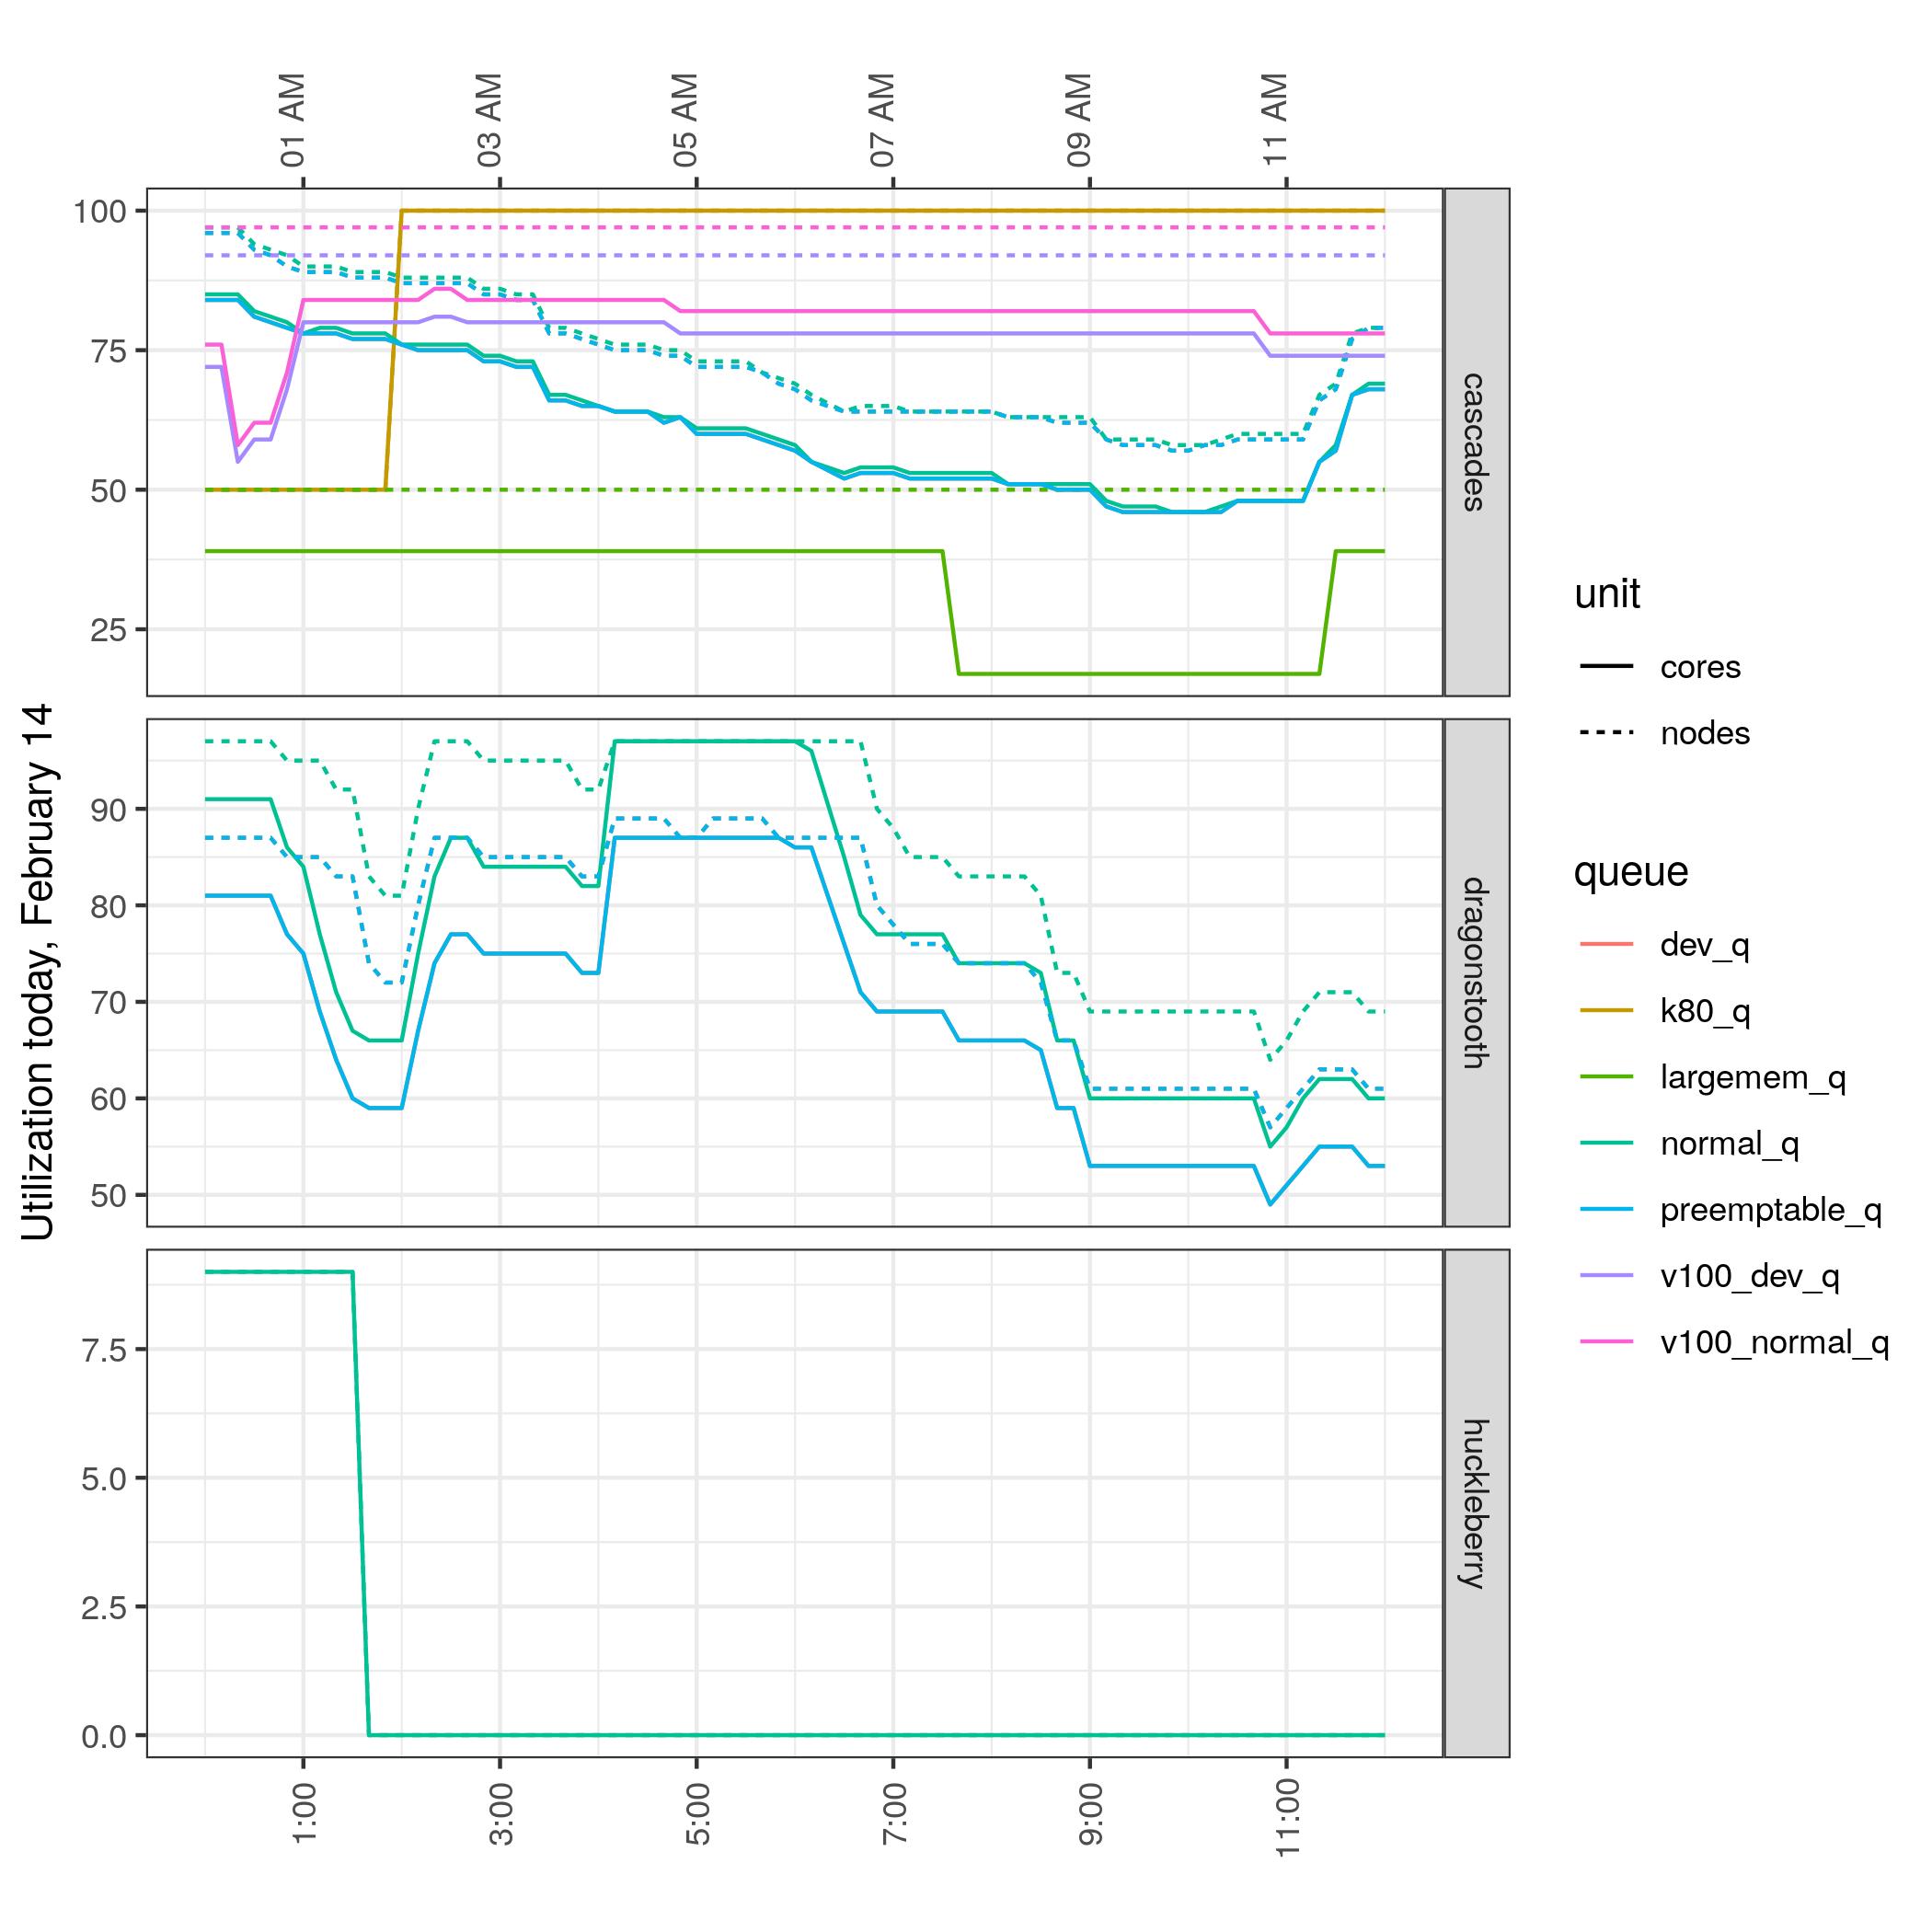 01 AM
03 AM
05 AM
07 AM
09 AM
11 AM
Utilization today, February 14
100
75
50
25
cascades
90
80
70
60
50
dragonstooth
7.5
5.0
2.5
0.0
huckleberry
1:00
3:00
5:00
7:00
9:00
11:00
unit
cores
nodes
queue
dev_q
k80_q
largemem_q
normal_q
preemptable_q
v100_dev_q
v100_normal_q